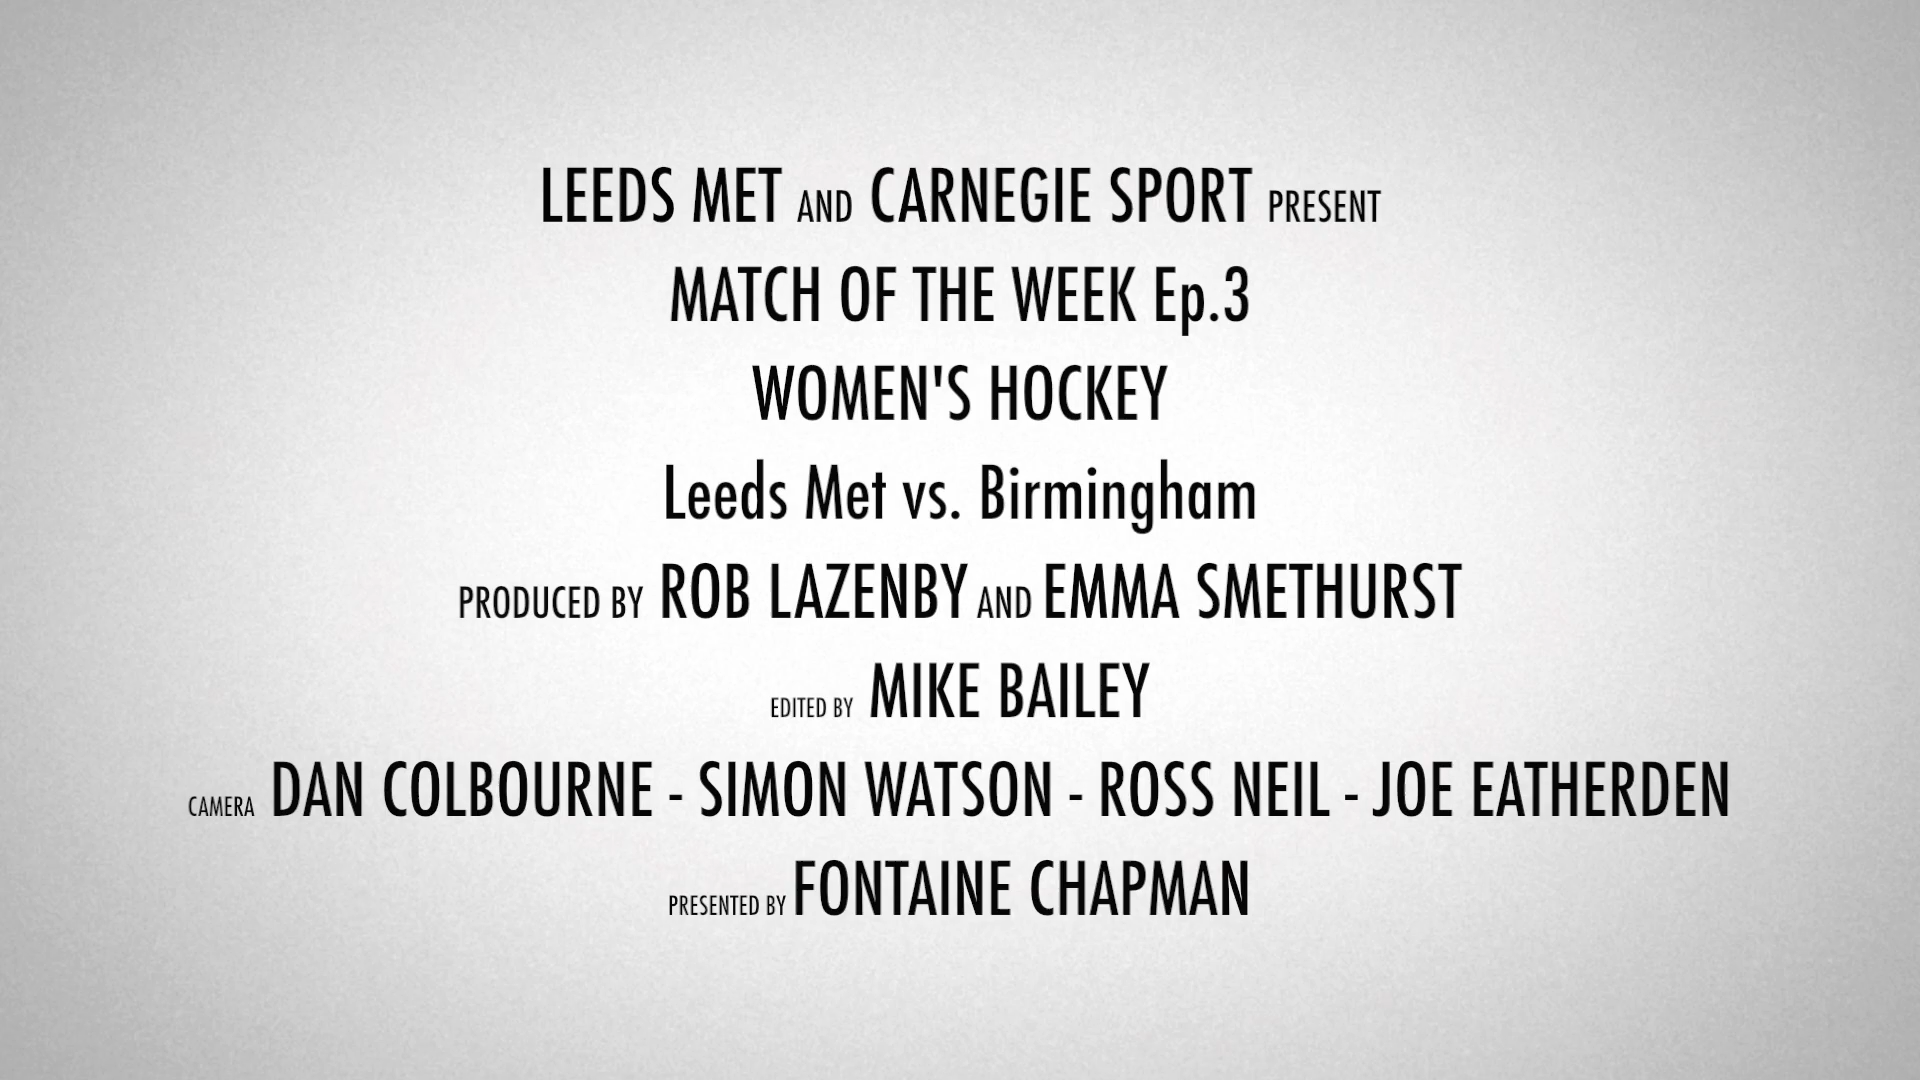 LEEDS MET AND CARNEGIE SPORT PRESENT
MATCH OF THE WEEK Ep.3
WOMEN'S HOCKEY
Leeds Met vs. Birmingham
PRODUCED BY ROB LAZENBY AND EMMA SMETHURST
EDITED BY MIKE BAILEY
CAMERA DAN COLBOURNE - SIMON WATSON - ROSS NEIL - JOE EATHERDEN
PRESENTED BY FONTAINE CHAPMAN